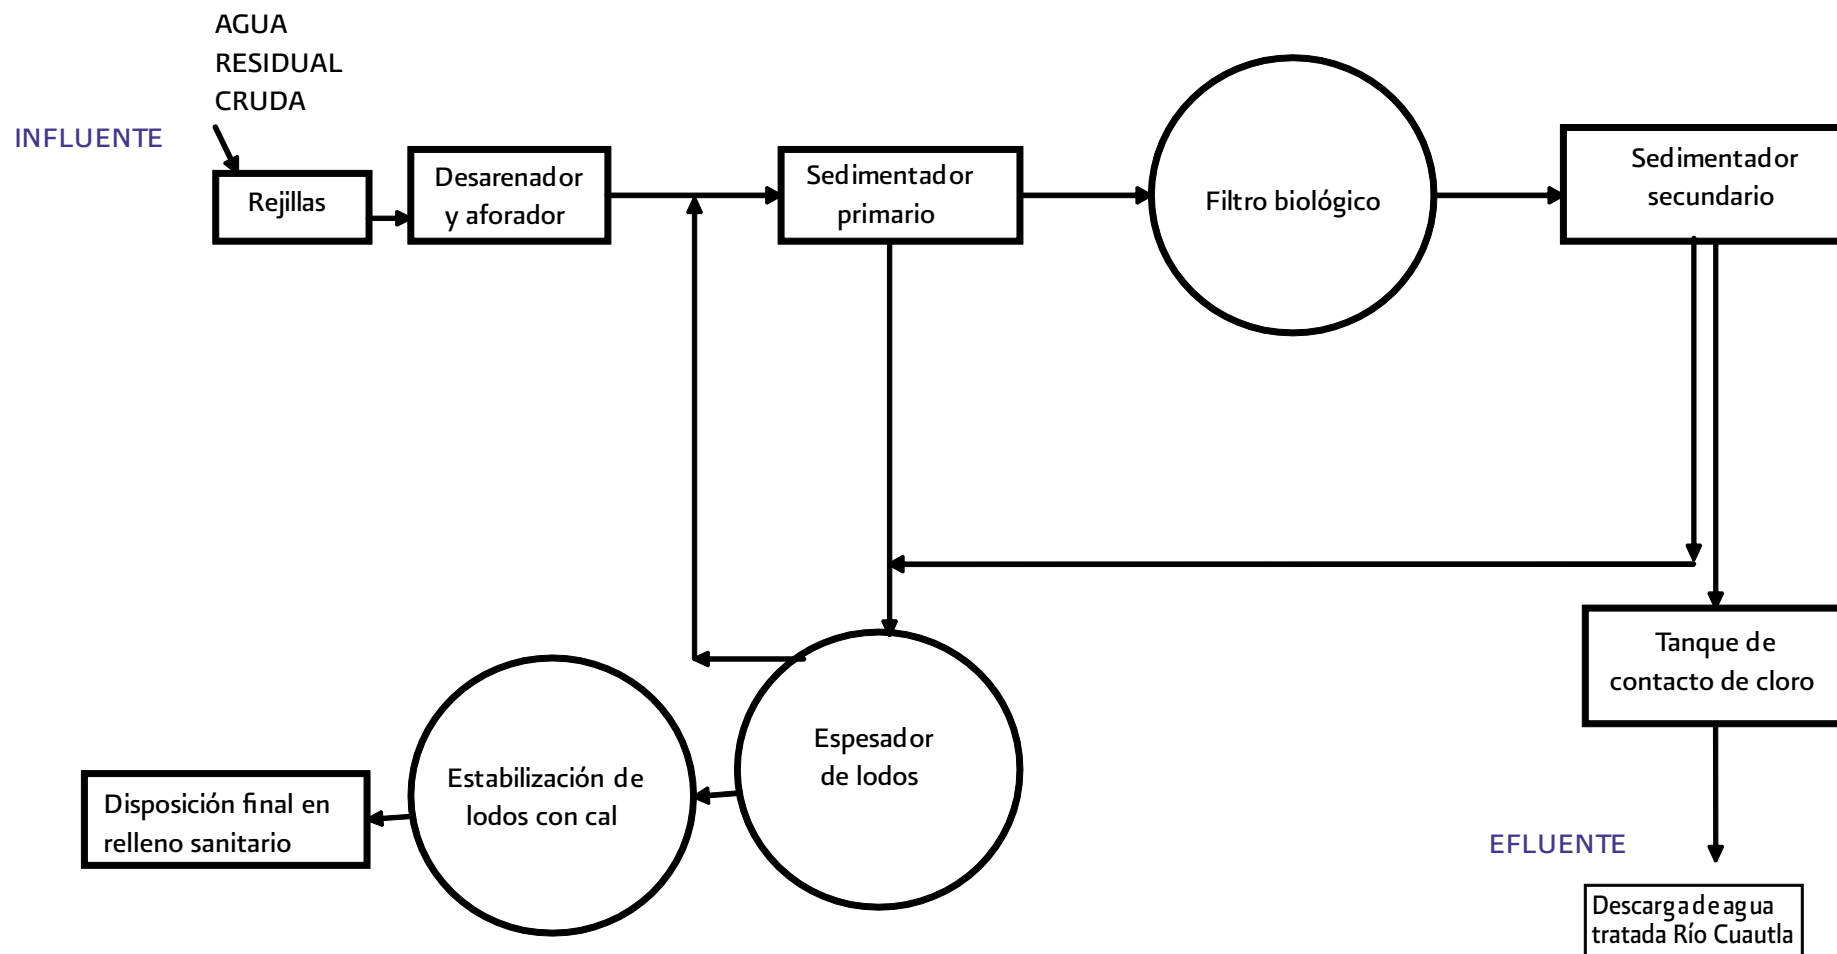 AGUA
RESIDUAL
CRUDA
INFLUENTE
Rejillas
Desarenador
y aforador
Sedimentador
primario
Filtro biológico
Sedimentador
secundario
Tanque de
contacto de cloro
Espesador
de lodos
Estabilización de
lodos con cal
Disposición final en
relleno sanitario
EFLUENTE
Descarga de agua
tratada Río Cuautla